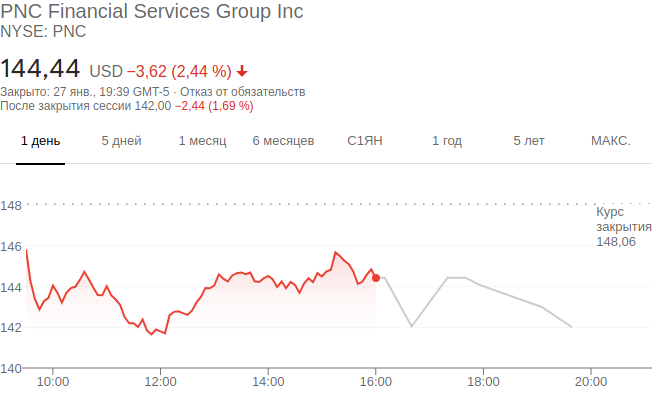 PNC Financial Services Group Inc
NYSE: PNC
144,44 USD −3,62 (2,44 %)
Закрыто: 27 янв., 19:39 GMT-5 · Отказ от обязательств
После закрытия сессии 142,00 −2,44 (1,69 %)
1 день 5 дней 1 месяц 6 месяцев С1ЯН 1 год 5 лет МАКС.
148
Курс
закрытия
148,06
146
144
142
140
10:00 12:00 14:00 16:00 18:00 20:00